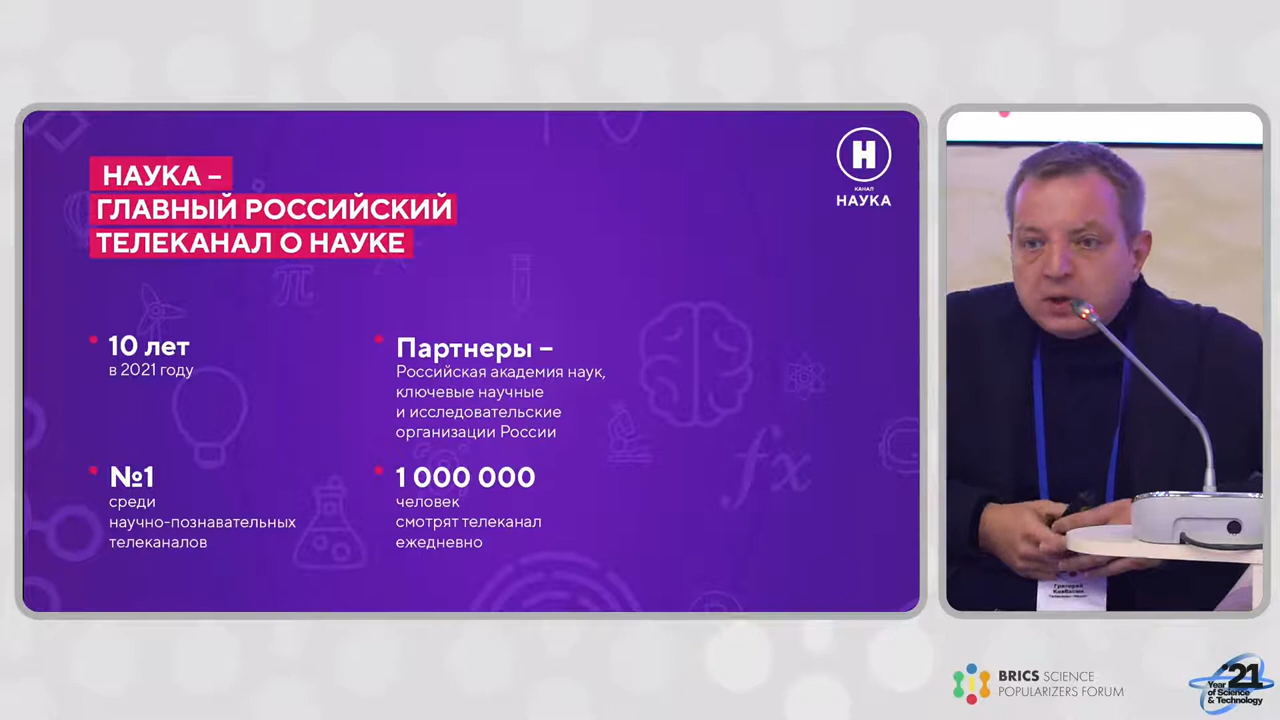 НАУКА –
ГЛАВНЫЙ РОССИЙСКИЙ
ТЕЛЕКАНАЛ О НАУКЕ
Н
КАНАЛ
НАУКА
10 лет
в 2021 году
Партнеры –
Российская академия наук,
ключевые научные
и исследовательские
организации России
№1
среди
научно-познавательных
телеканалов
1 000 000
человек
смотрят телеканал
ежедневно
π
fx
Григорий
BRICS SCIENCE
POPULARIZERS FORUM
'21
Year
of Science
& Technology